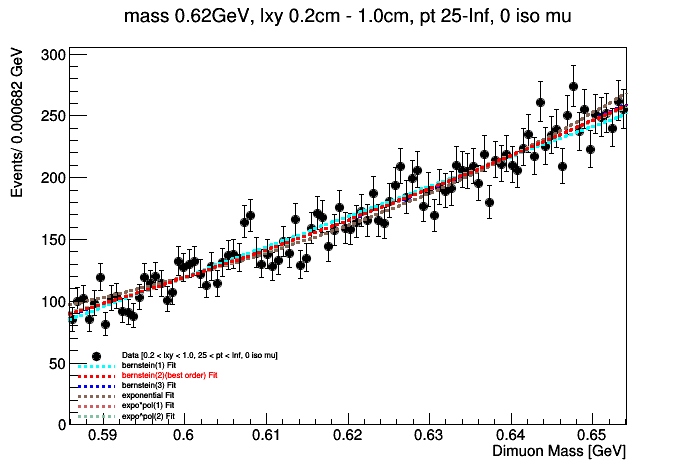 mass 0.62GeV, lxy 0.2cm - 1.0cm, pt 25-Inf, 0 iso mu
Events/ 0.000682 GeV
300
250
200
150
100
50
0
Data [0.2 < lxy < 1.0, 25 < pt < Inf, 0 iso mu]
bernstein(1) Fit
bernstein(2)(best order) Fit
bernstein(3) Fit
exponential Fit
expo*pol(1) Fit
expo*pol(2) Fit
0.59 0.6 0.61 0.62 0.63 0.64 0.65
Dimuon Mass [GeV]